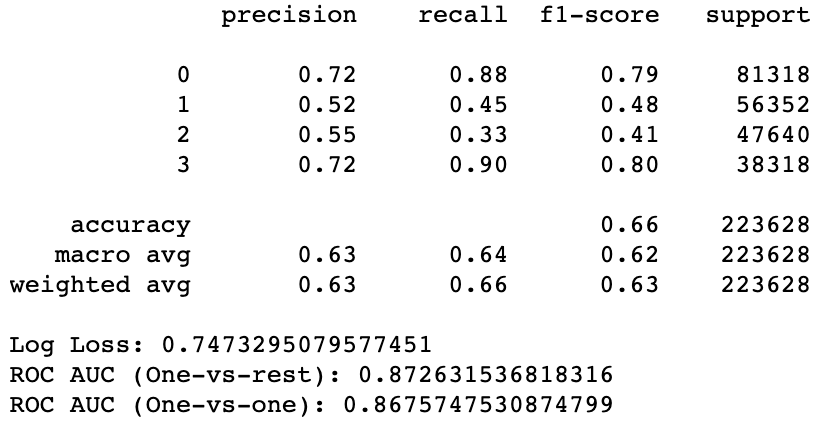 precision recall f1-score support
0 0.72 0.88 0.79 81318
1 0.52 0.45 0.48 56352
2 0.55 0.33 0.41 47640
3 0.72 0.90 0.80 38318
accuracy 0.66 223628
macro avg 0.63 0.64 0.62 223628
weighted avg 0.63 0.66 0.63 223628
Log Loss: 0.7473295079577451
ROC AUC (One-vs-rest): 0.872631536818316
ROC AUC (One-vs-one): 0.8675747530874799